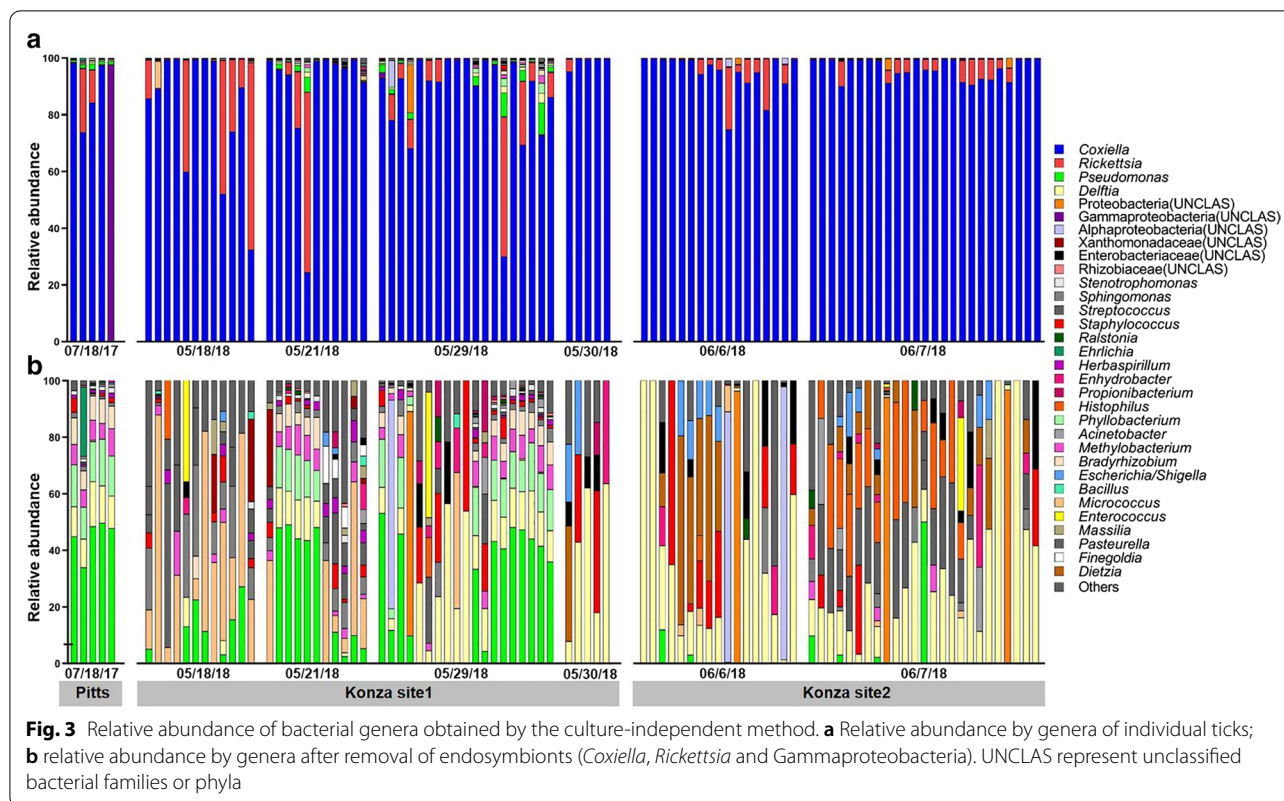 a
Relative abundance
100
80
60
40
20
0
07/18/17 05/18/18 05/21/18 05/29/18 05/30/18 06/6/18 06/7/18
b
Relative abundance
100
80
60
40
20
0
07/18/17 05/18/18 05/21/18 05/29/18 05/30/18 06/6/18 06/7/18
Pitts Konza site1 Konza site2
Coxiella
Rickettsia
Pseudomonas
Delftia
Proteobacteria(UNCLAS)
Gammaproteobacteria(UNCLAS)
Alphaproteobacteria(UNCLAS)
Xanthomonadaceae(UNCLAS)
Enterobacteriaceae(UNCLAS)
Rhizobiaceae(UNCLAS)
Stenotrophomonas
Sphingomonas
Streptococcus
Staphylococcus
Ralstonia
Ehrlichia
Herbaspirillum
Enhydrobacter
Propionibacterium
Histophilus
Phyllobacterium
Acinetobacter
Methylobacterium
Bradyrhizobium
Escherichia/Shigella
Bacillus
Micrococcus
Enterococcus
Massilia
Pasteurella
Finegoldia
Dietzia
Others
Fig. 3 Relative abundance of bacterial genera obtained by the culture-independent method. a Relative abundance by genera of individual ticks;
b relative abundance by genera after removal of endosymbionts (Coxiella, Rickettsia and Gammaproteobacteria). UNCLAS represent unclassified
bacterial families or phyla